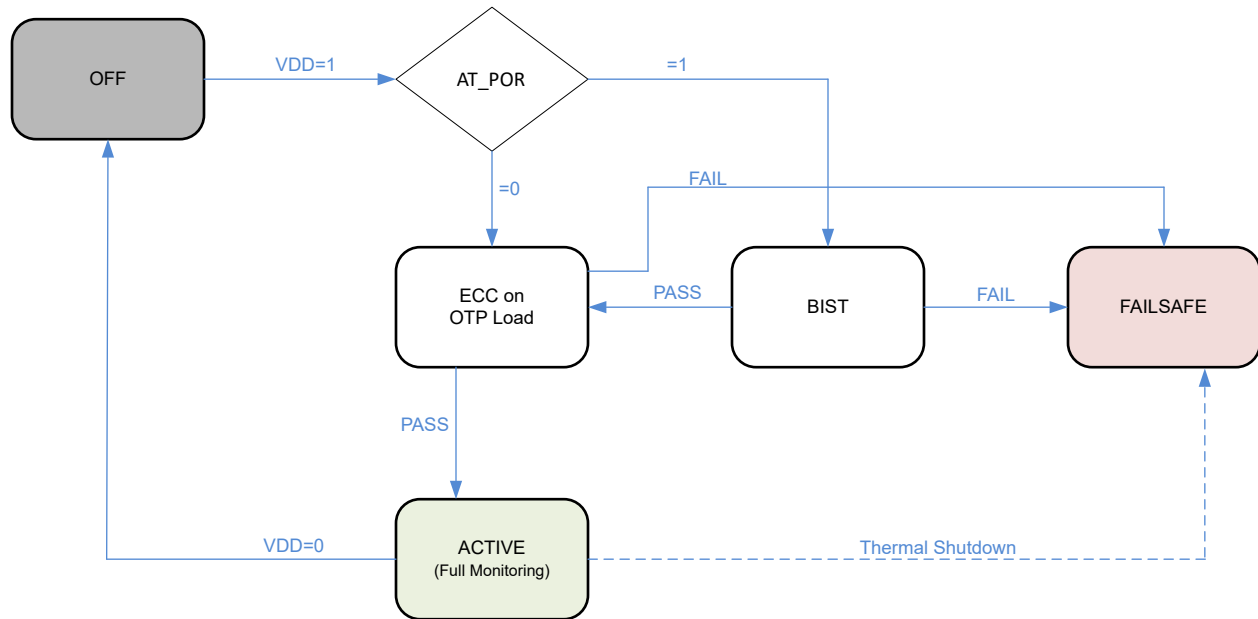 OFF
VDD=1
AT_POR
=1
=0
FAIL
ECC on
OTP Load
PASS
BIST
FAIL
FAILSAFE
PASS
ACTIVE
(Full Monitoring)
VDD=0
Thermal Shutdown